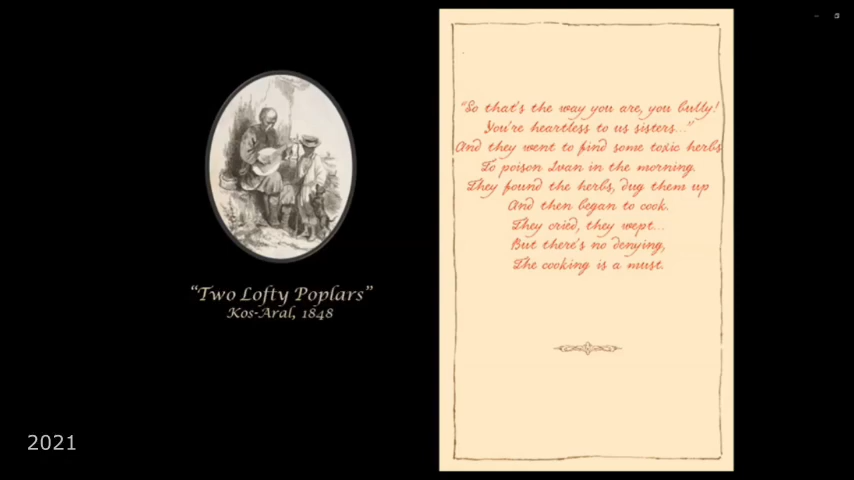 “Two Lofty Poplars”
Kos-Aral, 1848
“So that's the way you are, you bully!
You're heartless to us sisters...”
And they went to find some toxic herbs
To poison Ivan in the morning.
They found the herbs, dug them up
And then began to cook.
They cried, they wept...
But there's no denying,
The cooking is a must.
2021